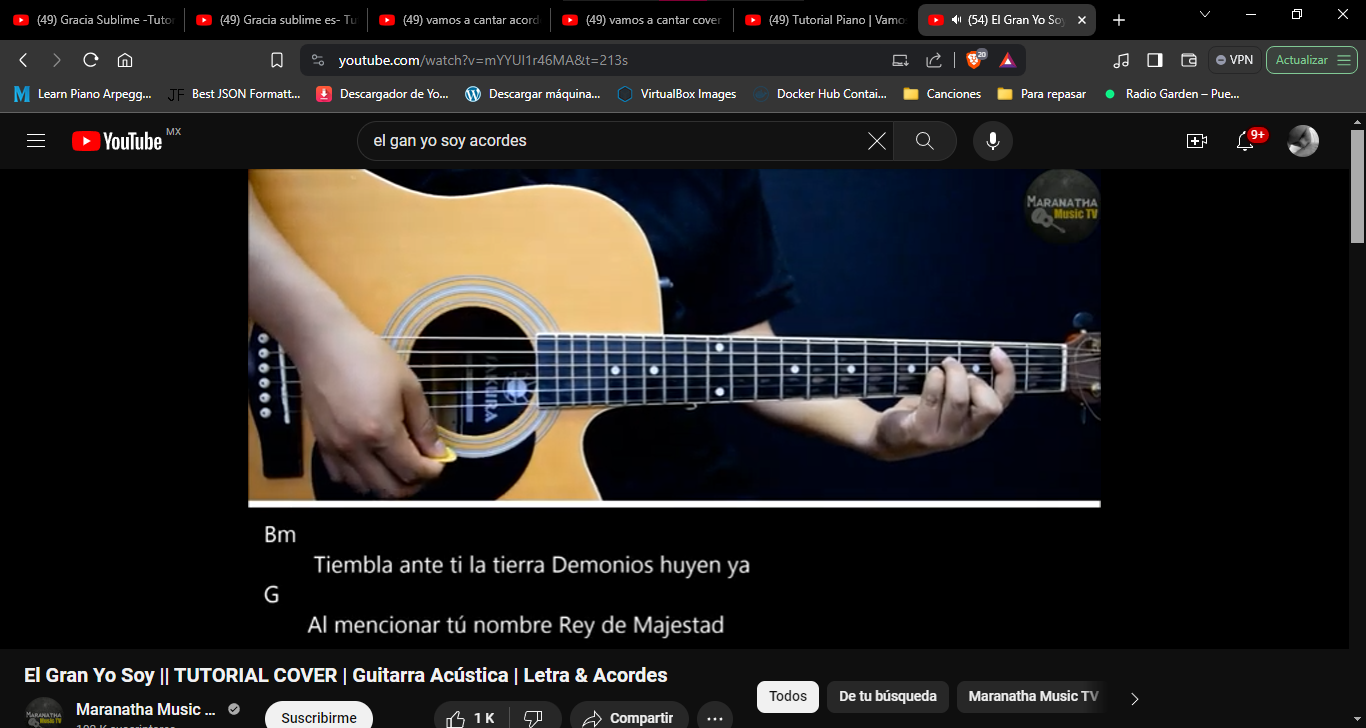 (49) Gracia Sublime -Tutor
(49) Gracia sublime es- Tu
(49) vamos a cantar acord
(49) vamos a cantar cover
(49) Tutorial Piano | Vamo
(54) El Gran Yo Soy
youtube.com/watch?v=mYYUI1r46MA&t=213s
20
VPN
Actualizar
M Learn Piano Arpegg...
JF Best JSON Formatt...
Descargador de Yo...
Descargar máquina...
VirtualBox Images
Docker Hub Contai...
Canciones
Para repasar
Radio Garden – Pue...
YouTube MX
el gan yo soy acordes
9+
MARANATHA
Music TV
Bm
Tiembla ante ti la tierra Demonios huyen ya
G
Al mencionar tú nombre Rey de Majestad
El Gran Yo Soy || TUTORIAL COVER | Guitarra Acústica | Letra & Acordes
Maranatha Music ...
Suscribirme
1 K
Compartir
Todos
De tu búsqueda
Maranatha Music TV